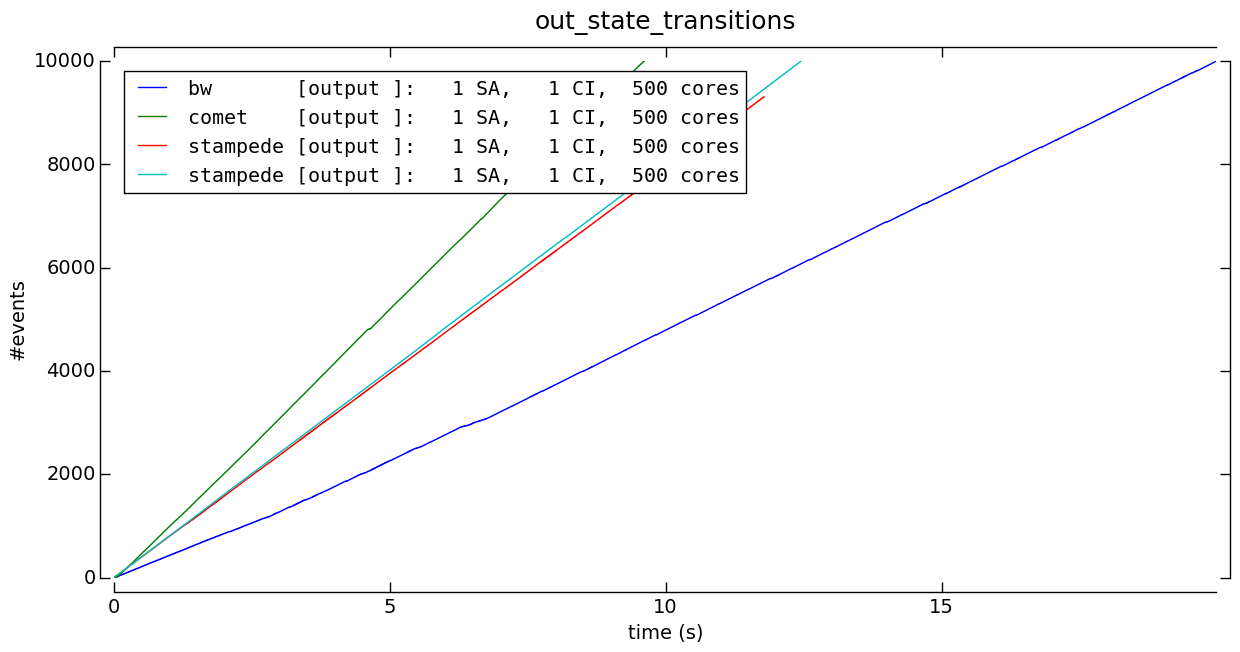 out_state_transitions
10000
bw       [output ]:   1 SA,   1 CI,  500 cores
comet    [output ]:   1 SA,   1 CI,  500 cores
stampede [output ]:   1 SA,   1 CI,  500 cores
stampede [output ]:   1 SA,   1 CI,  500 cores
8000
6000
4000
2000
0
#events
0 5 10 15
time (s)